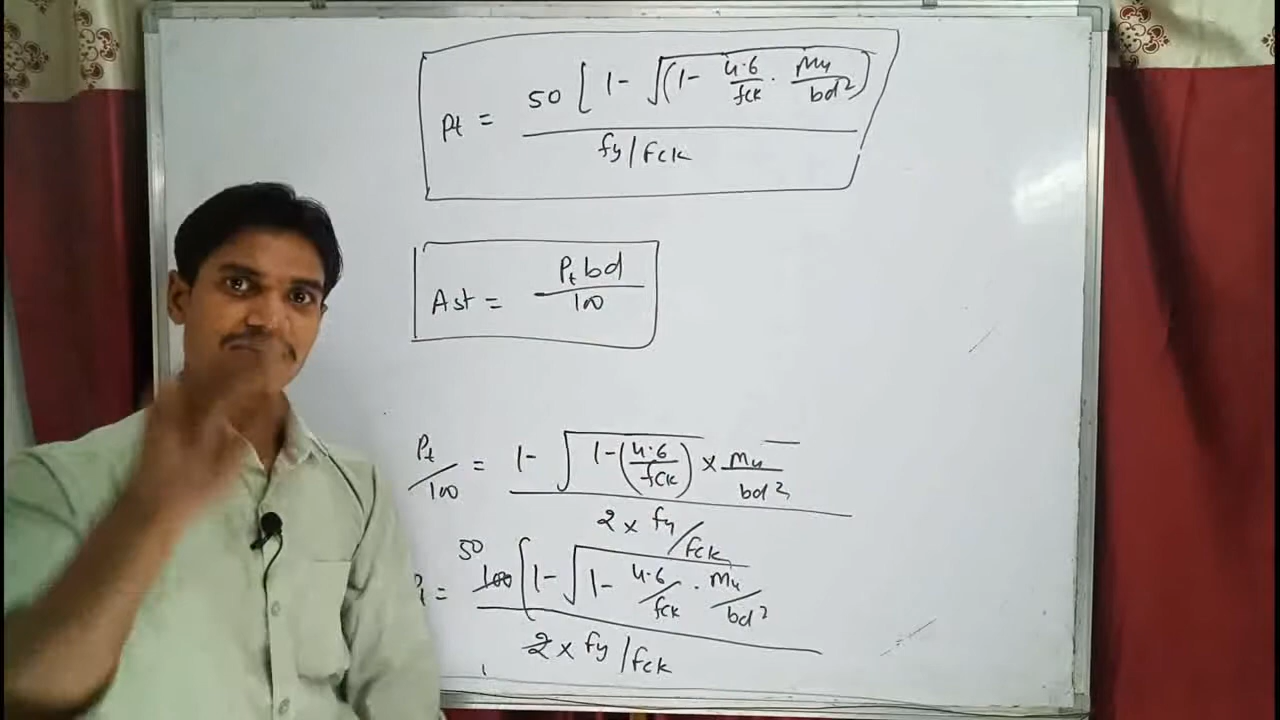 Pt = 50 [ 1 - √(1 - 4.6/fck . Mu/bd²) / fy/fck
Ast = Pt bd / 100
Pt/100 = 1 - √1 - (4.6/fck) × Mu/bd² / 2 × fy/fck
Pt = 50 100 [ 1 - √1 - 4.6/fck . Mu/bd² / 2 × fy/fck